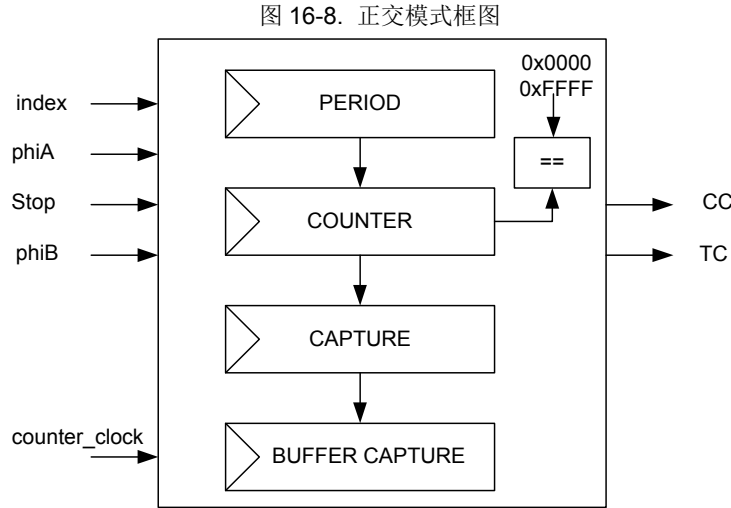 图 16-8. 正交模式框图
0x0000
0xFFFF
index
PERIOD
phiA
==
Stop
COUNTER
CC
phiB
TC
CAPTURE
counter_clock
BUFFER CAPTURE